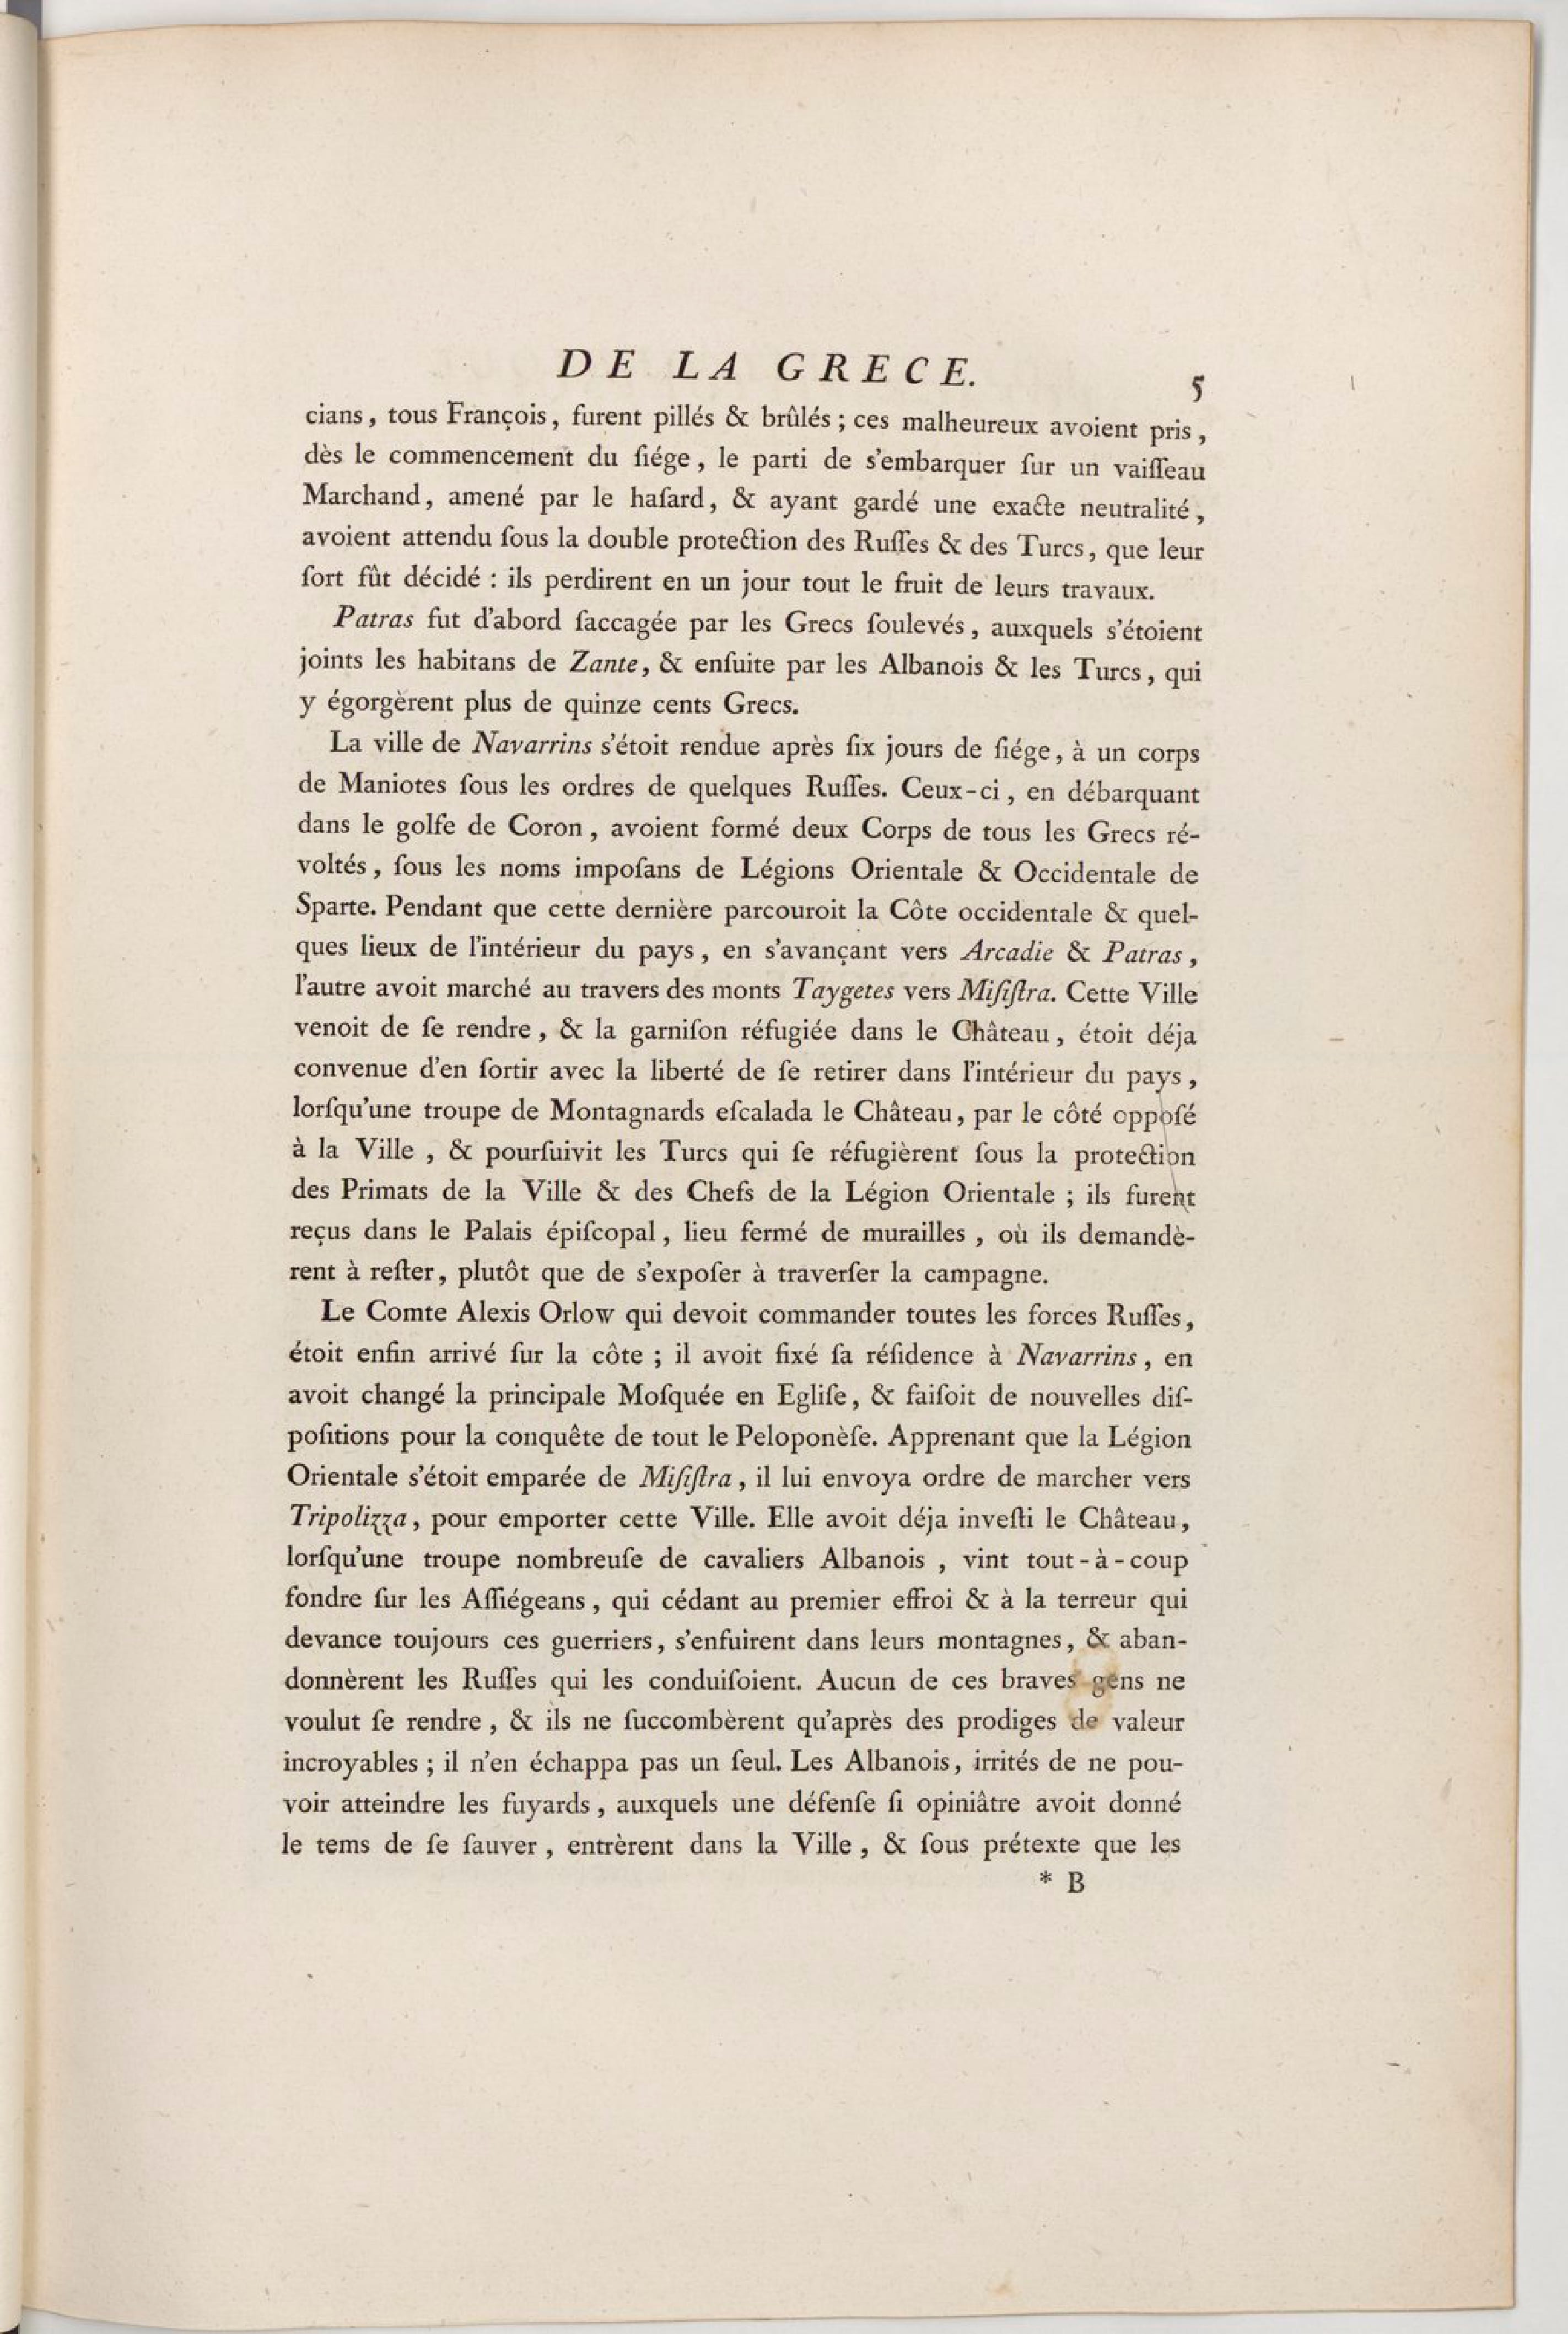 DE LA GRECE. 5
cians, tous François, furent pillés & brûlés ; ces malheureux avoient pris,
dès le commencement du ſiége, le parti de s'embarquer ſur un vaiſſeau
Marchand, amené par le haſard, & ayant gardé une exacte neutralité,
avoient attendu ſous la double protection des Ruſſes & des Turcs, que leur
ſort fût décidé : ils perdirent en un jour tout le fruit de leurs travaux.
Patras fut d'abord ſaccagée par les Grecs ſoulevés, auxquels s'étoient
joints les habitans de Zante, & enſuite par les Albanois & les Turcs, qui
y égorgèrent plus de quinze cents Grecs.
La ville de Navarrins s'étoit rendue après ſix jours de ſiége, à un corps
de Maniotes ſous les ordres de quelques Ruſſes. Ceux-ci, en débarquant
dans le golfe de Coron, avoient formé deux Corps de tous les Grecs ré-
voltés, ſous les noms impoſans de Légions Orientale & Occidentale de
Sparte. Pendant que cette dernière parcouroit la Côte occidentale & quel-
ques lieux de l'intérieur du pays, en s'avançant vers Arcadie & Patras,
l'autre avoit marché au travers des monts Taygetes vers Miſiſtra. Cette Ville
venoit de ſe rendre, & la garniſon réfugiée dans le Château, étoit déja
convenue d'en ſortir avec la liberté de ſe retirer dans l'intérieur du pays,
lorſqu'une troupe de Montagnards eſcalada le Château, par le côté oppoſé
à la Ville, & pourſuivit les Turcs qui ſe réfugièrent ſous la protection
des Primats de la Ville & des Chefs de la Légion Orientale ; ils furent
reçus dans le Palais épiſcopal, lieu fermé de murailles, où ils demandè-
rent à reſter, plutôt que de s'expoſer à traverſer la campagne.
Le Comte Alexis Orlow qui devoit commander toutes les forces Ruſſes,
étoit enfin arrivé ſur la côte ; il avoit fixé ſa réſidence à Navarrins, en
avoit changé la principale Moſquée en Egliſe, & faiſoit de nouvelles diſ-
poſitions pour la conquête de tout le Peloponèſe. Apprenant que la Légion
Orientale s'étoit emparée de Miſiſtra, il lui envoya ordre de marcher vers
Tripolizza, pour emporter cette Ville. Elle avoit déja inveſti le Château,
lorſqu'une troupe nombreuſe de cavaliers Albanois, vint tout-à-coup
fondre ſur les Aſſiégeans, qui cédant au premier effroi & à la terreur qui
devance toujours ces guerriers, s'enfuirent dans leurs montagnes, & aban-
donnèrent les Ruſſes qui les conduiſoient. Aucun de ces braves gens ne
voulut ſe rendre, & ils ne ſuccombèrent qu'après des prodiges de valeur
incroyables ; il n'en échappa pas un ſeul. Les Albanois, irrités de ne pou-
voir atteindre les fuyards, auxquels une défenſe ſi opiniâtre avoit donné
le tems de ſe ſauver, entrèrent dans la Ville, & ſous prétexte que les
* B